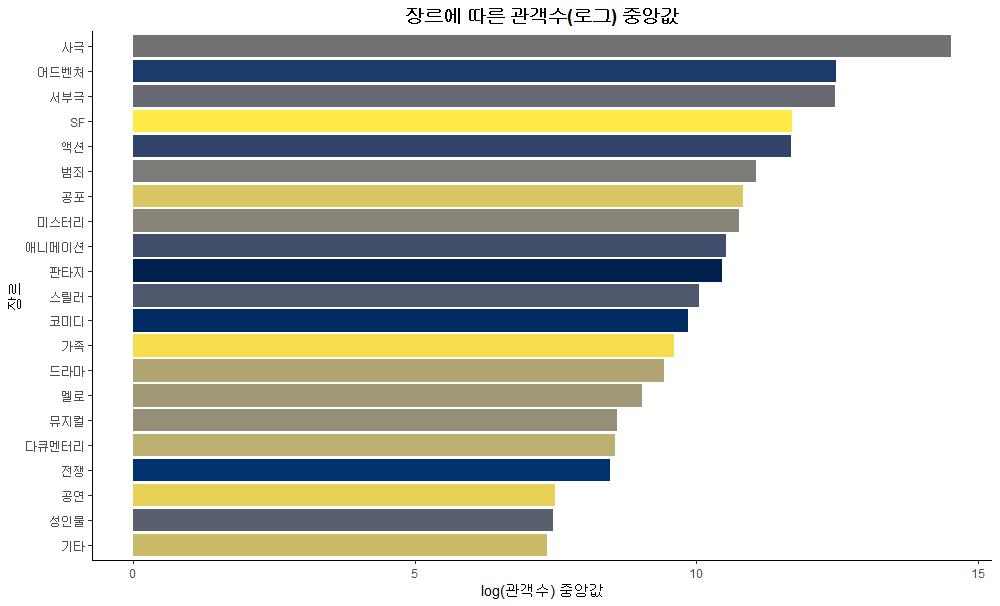 장르에 따른 관객수(로그) 중앙값
장르
사극
어드벤처
서부극
SF
액션
범죄
공포
미스터리
애니메이션
판타지
스릴러
코미디
가족
드라마
멜로
뮤지컬
다큐멘터리
전쟁
공연
성인물
기타
0
5
10
15
log(관객수) 중앙값